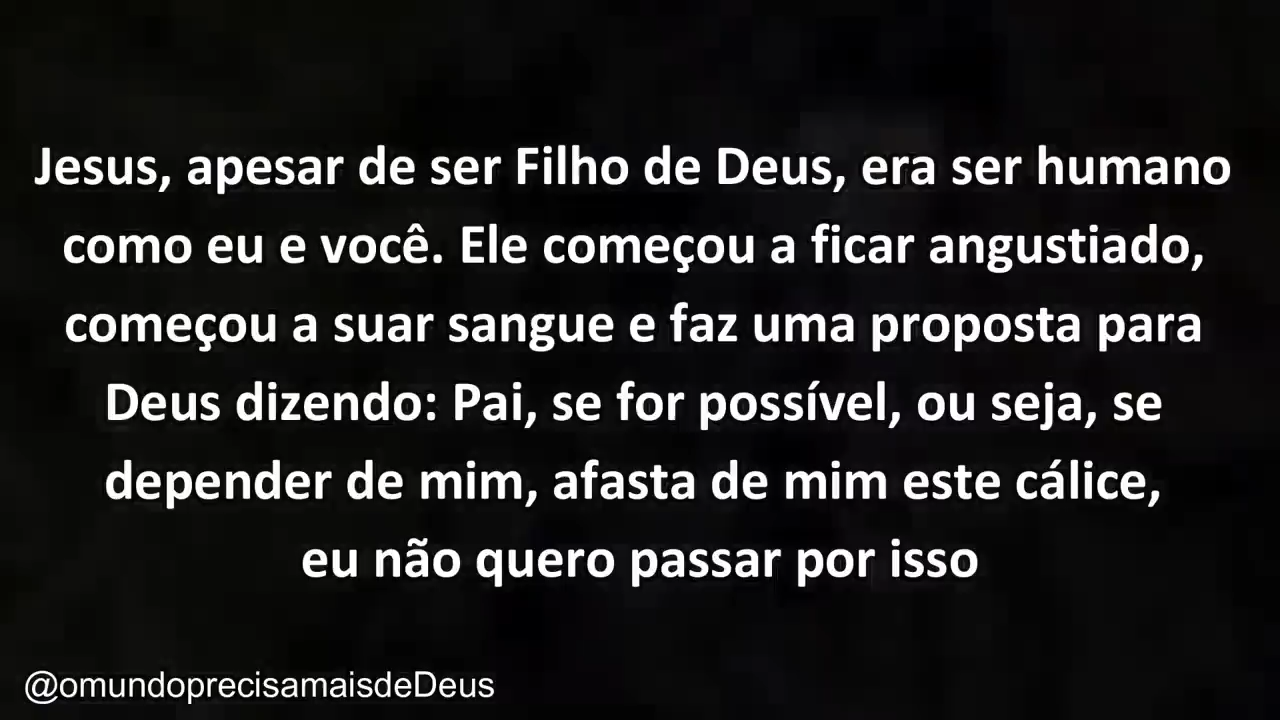 Jesus, apesar de ser Filho de Deus, era ser humano
como eu e você. Ele começou a ficar angustiado,
começou a suar sangue e faz uma proposta para
Deus dizendo: Pai, se for possível, ou seja, se
depender de mim, afasta de mim este cálice,
eu não quero passar por isso
@omundoprecisamaisdeDeus